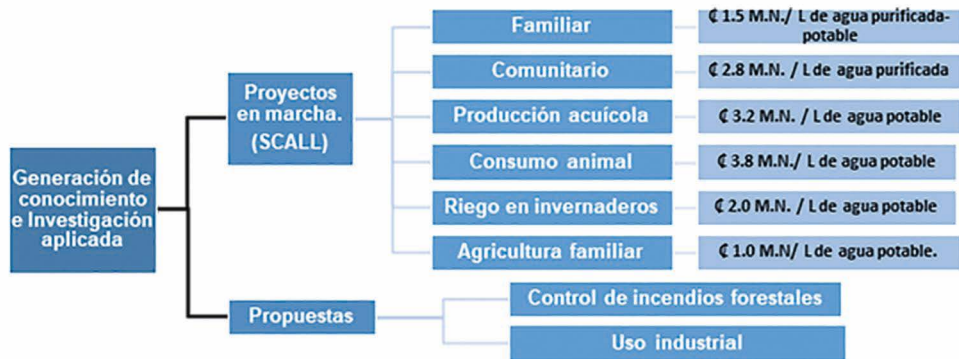 Generación de
conocimiento
e Investigación
aplicada
Proyectos
en marcha.
(SCALL)
Familiar
₡ 1.5 M.N./ L de agua purificada-
potable
Comunitario
₡ 2.8 M.N. / L de agua purificada
Producción acuícola
₡ 3.2 M.N. / L de agua potable
Consumo animal
₡ 3.8 M.N./ L de agua potable
Riego en invernaderos
₡ 2.0 M.N. / L de agua potable
Agricultura familiar
₡ 1.0 M.N/ L de agua potable.
Propuestas
Control de incendios forestales
Uso industrial